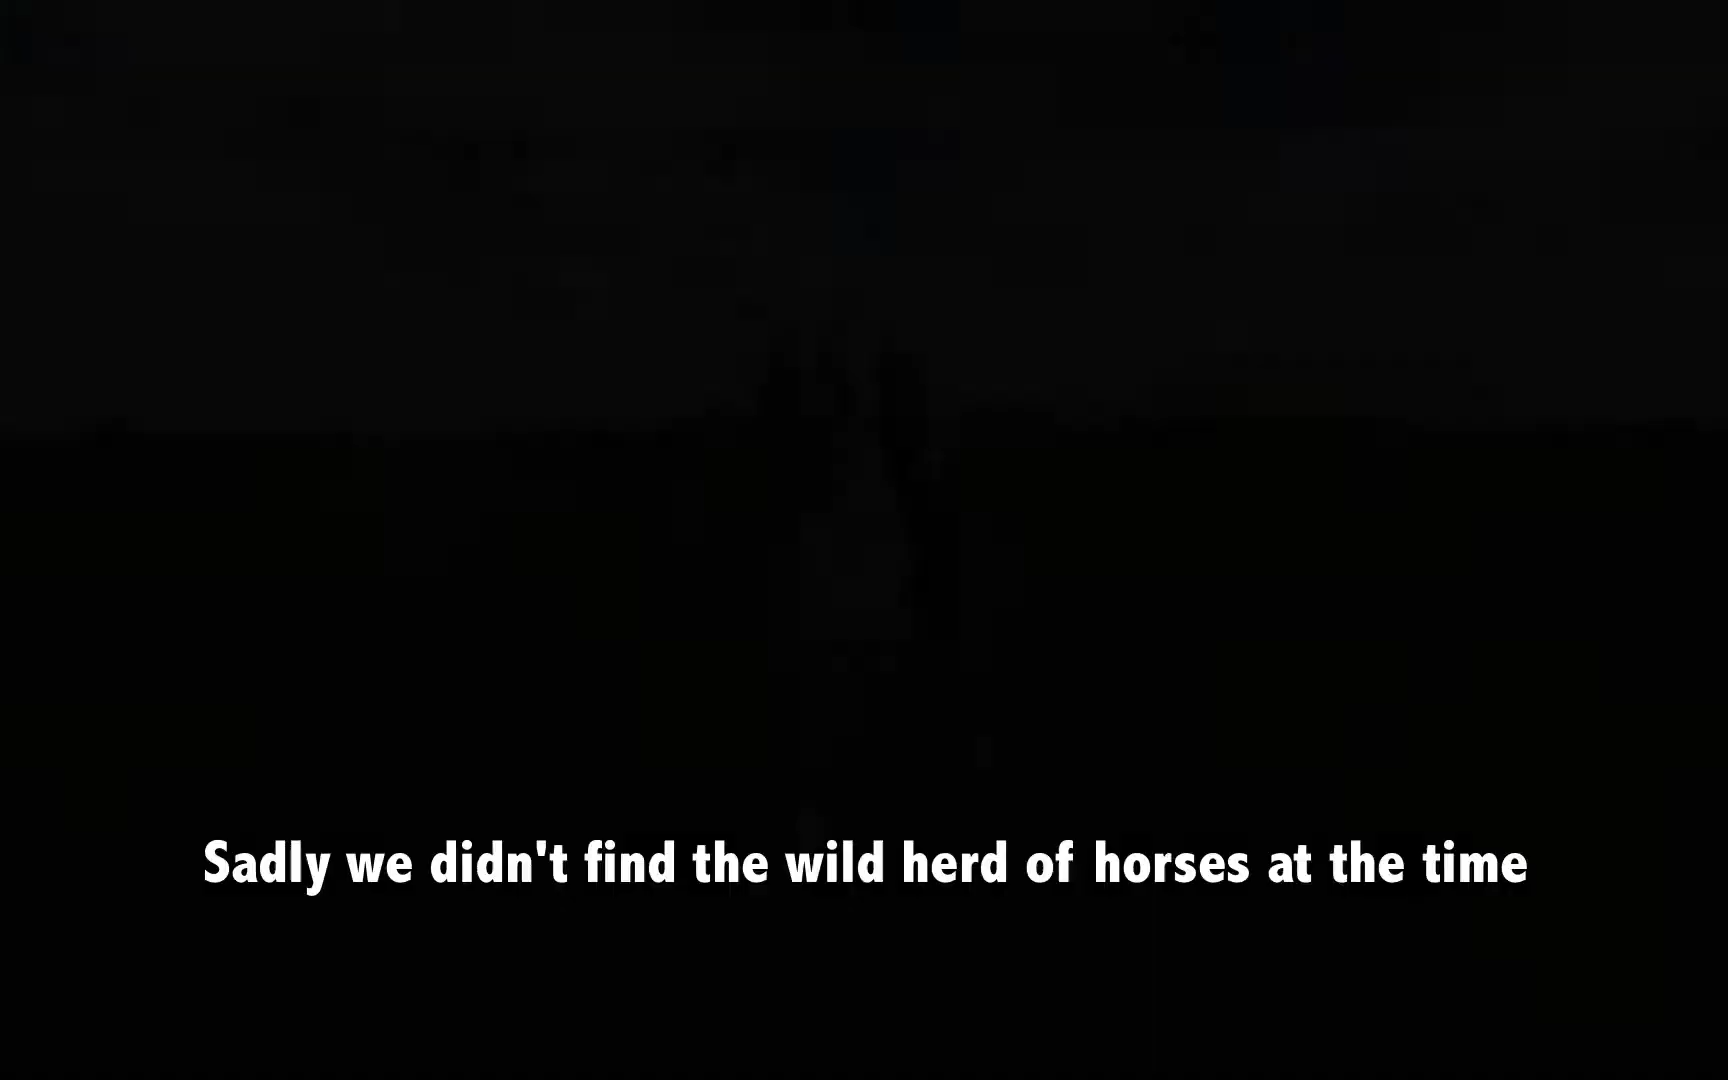 Sadly we didn't find the wild herd of horses at the time